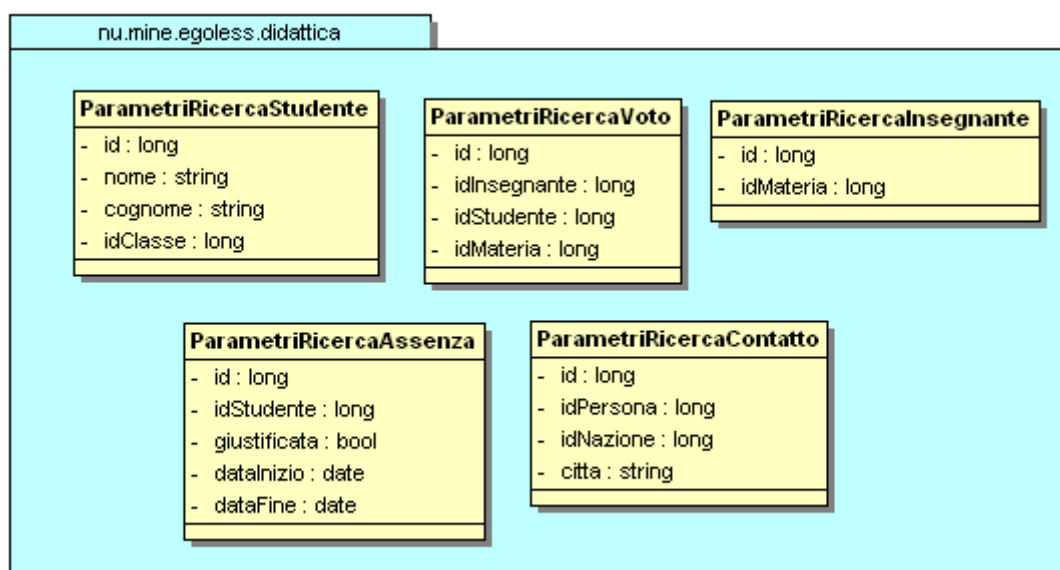 nu.mine.egoless.didattica
ParametriRicercaStudente
- id : long
- nome : string
- cognome : string
- idClasse : long
ParametriRicercaVoto
- id : long
- idInsegnante : long
- idStudente : long
- idMateria : long
ParametriRicercaInsegnante
- id : long
- idMateria : long
ParametriRicercaAssenza
- id : long
- idStudente : long
- giustificata : bool
- dataInizio : date
- dataFine : date
ParametriRicercaContatto
- id : long
- idPersona : long
- idNazione : long
- citta : string